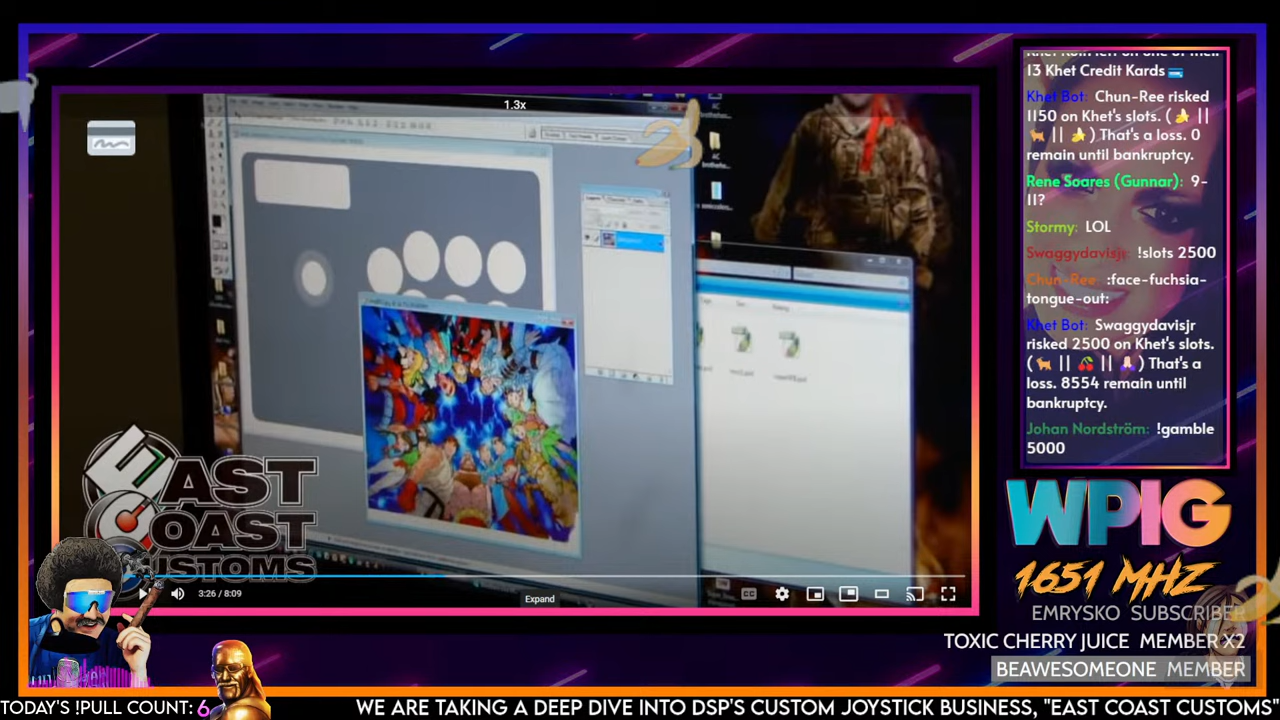 1.3x
13 Khet Credit Kards
Khet Bot: Chun-Ree risked
1150 on Khet's slots. ( 🍌 ||
🐈 || 🍌 ) That's a loss. 0
remain until bankruptcy.
Rene Soares (Gunnar): 9-
11?
Stormy: LOL
Swaggydavisjr: !slots 2500
Chun-Ree: :face-fuchsia-
tongue-out:
Khet Bot: Swaggydavisjr
risked 2500 on Khet's slots.
That's a
loss. 8554 remain until
bankruptcy.
Johan Nordström: !gamble
5000
EAST
COAST
CUSTOMS
3:26 / 8:09
Expand
CC
WPIG
1651 MHZ
EMRYSKO SUBSCRIBER
TOXIC CHERRY JUICE MEMBER X2
BEAWESOMEONE MEMBER
TODAY'S !PULL COUNT: 6
WE ARE TAKING A DEEP DIVE INTO DSP'S CUSTOM JOYSTICK BUSINESS, "EAST COAST CUSTOMS"